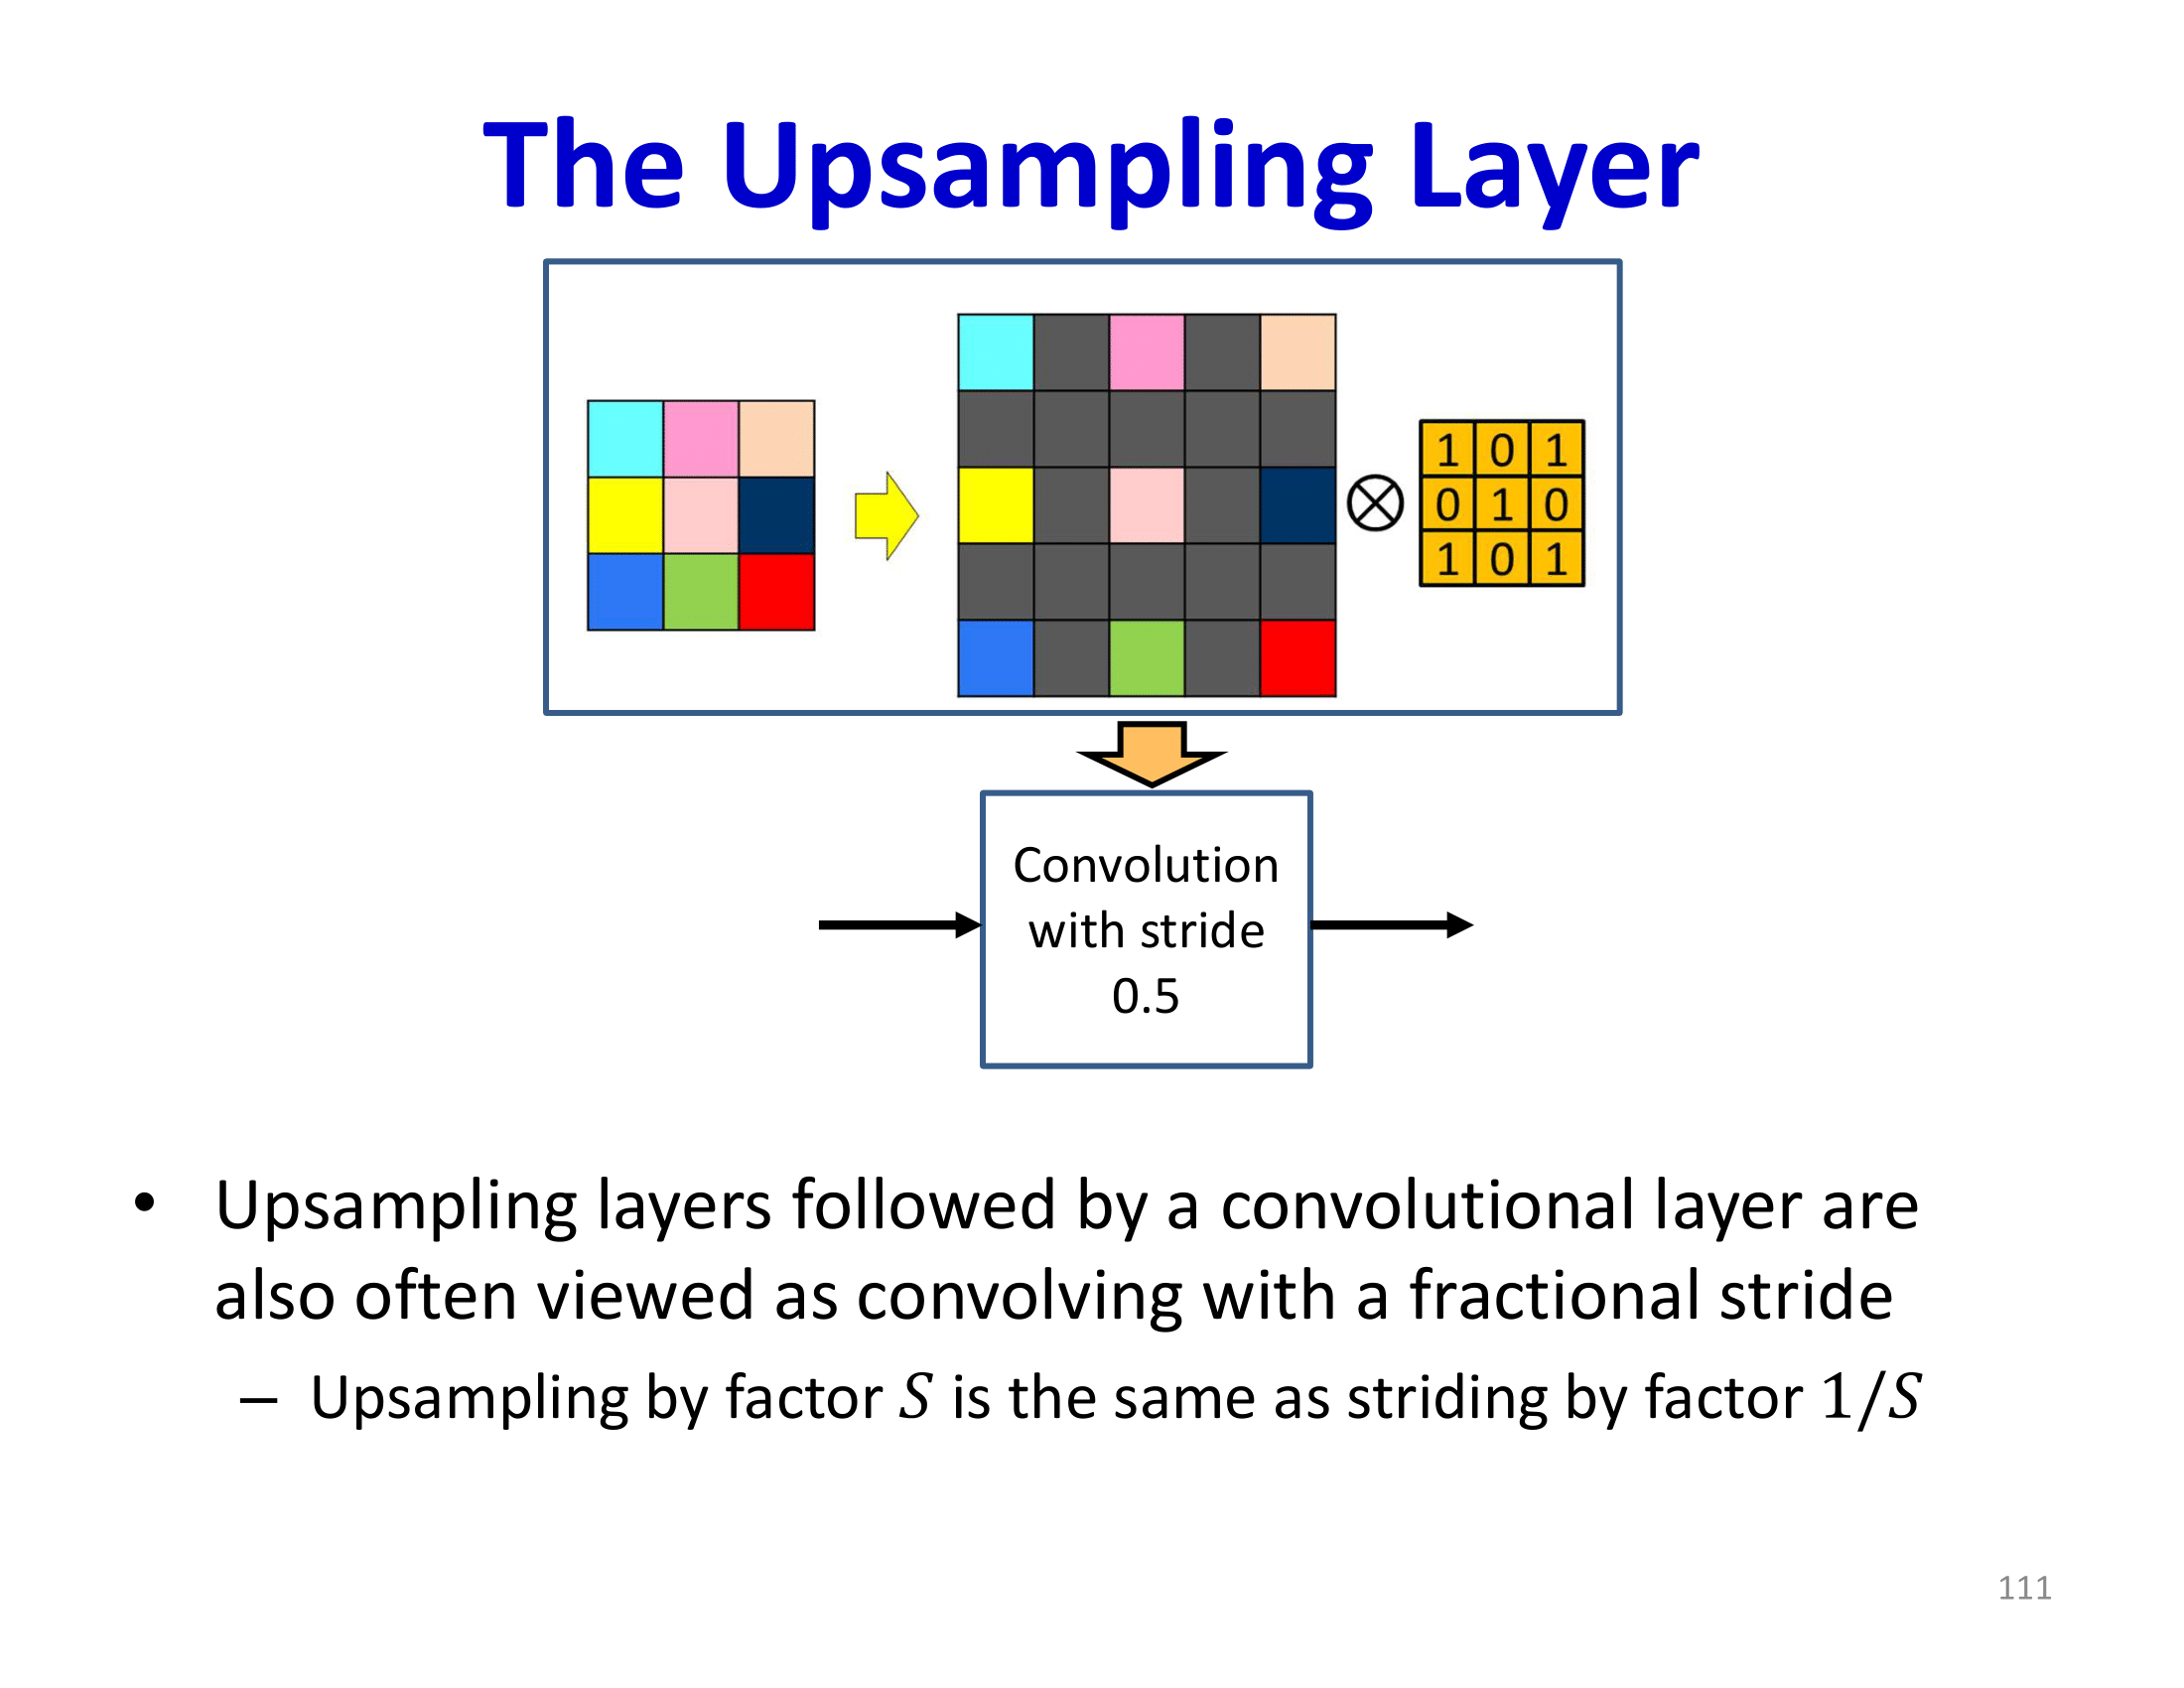 The Upsampling Layer
1 0 1
0 1 0
1 0 1
Convolution
with stride
0.5
• Upsampling layers followed by a convolutional layer are
also often viewed as convolving with a fractional stride
– Upsampling by factor 𝑆 is the same as striding by factor 1/𝑆
111